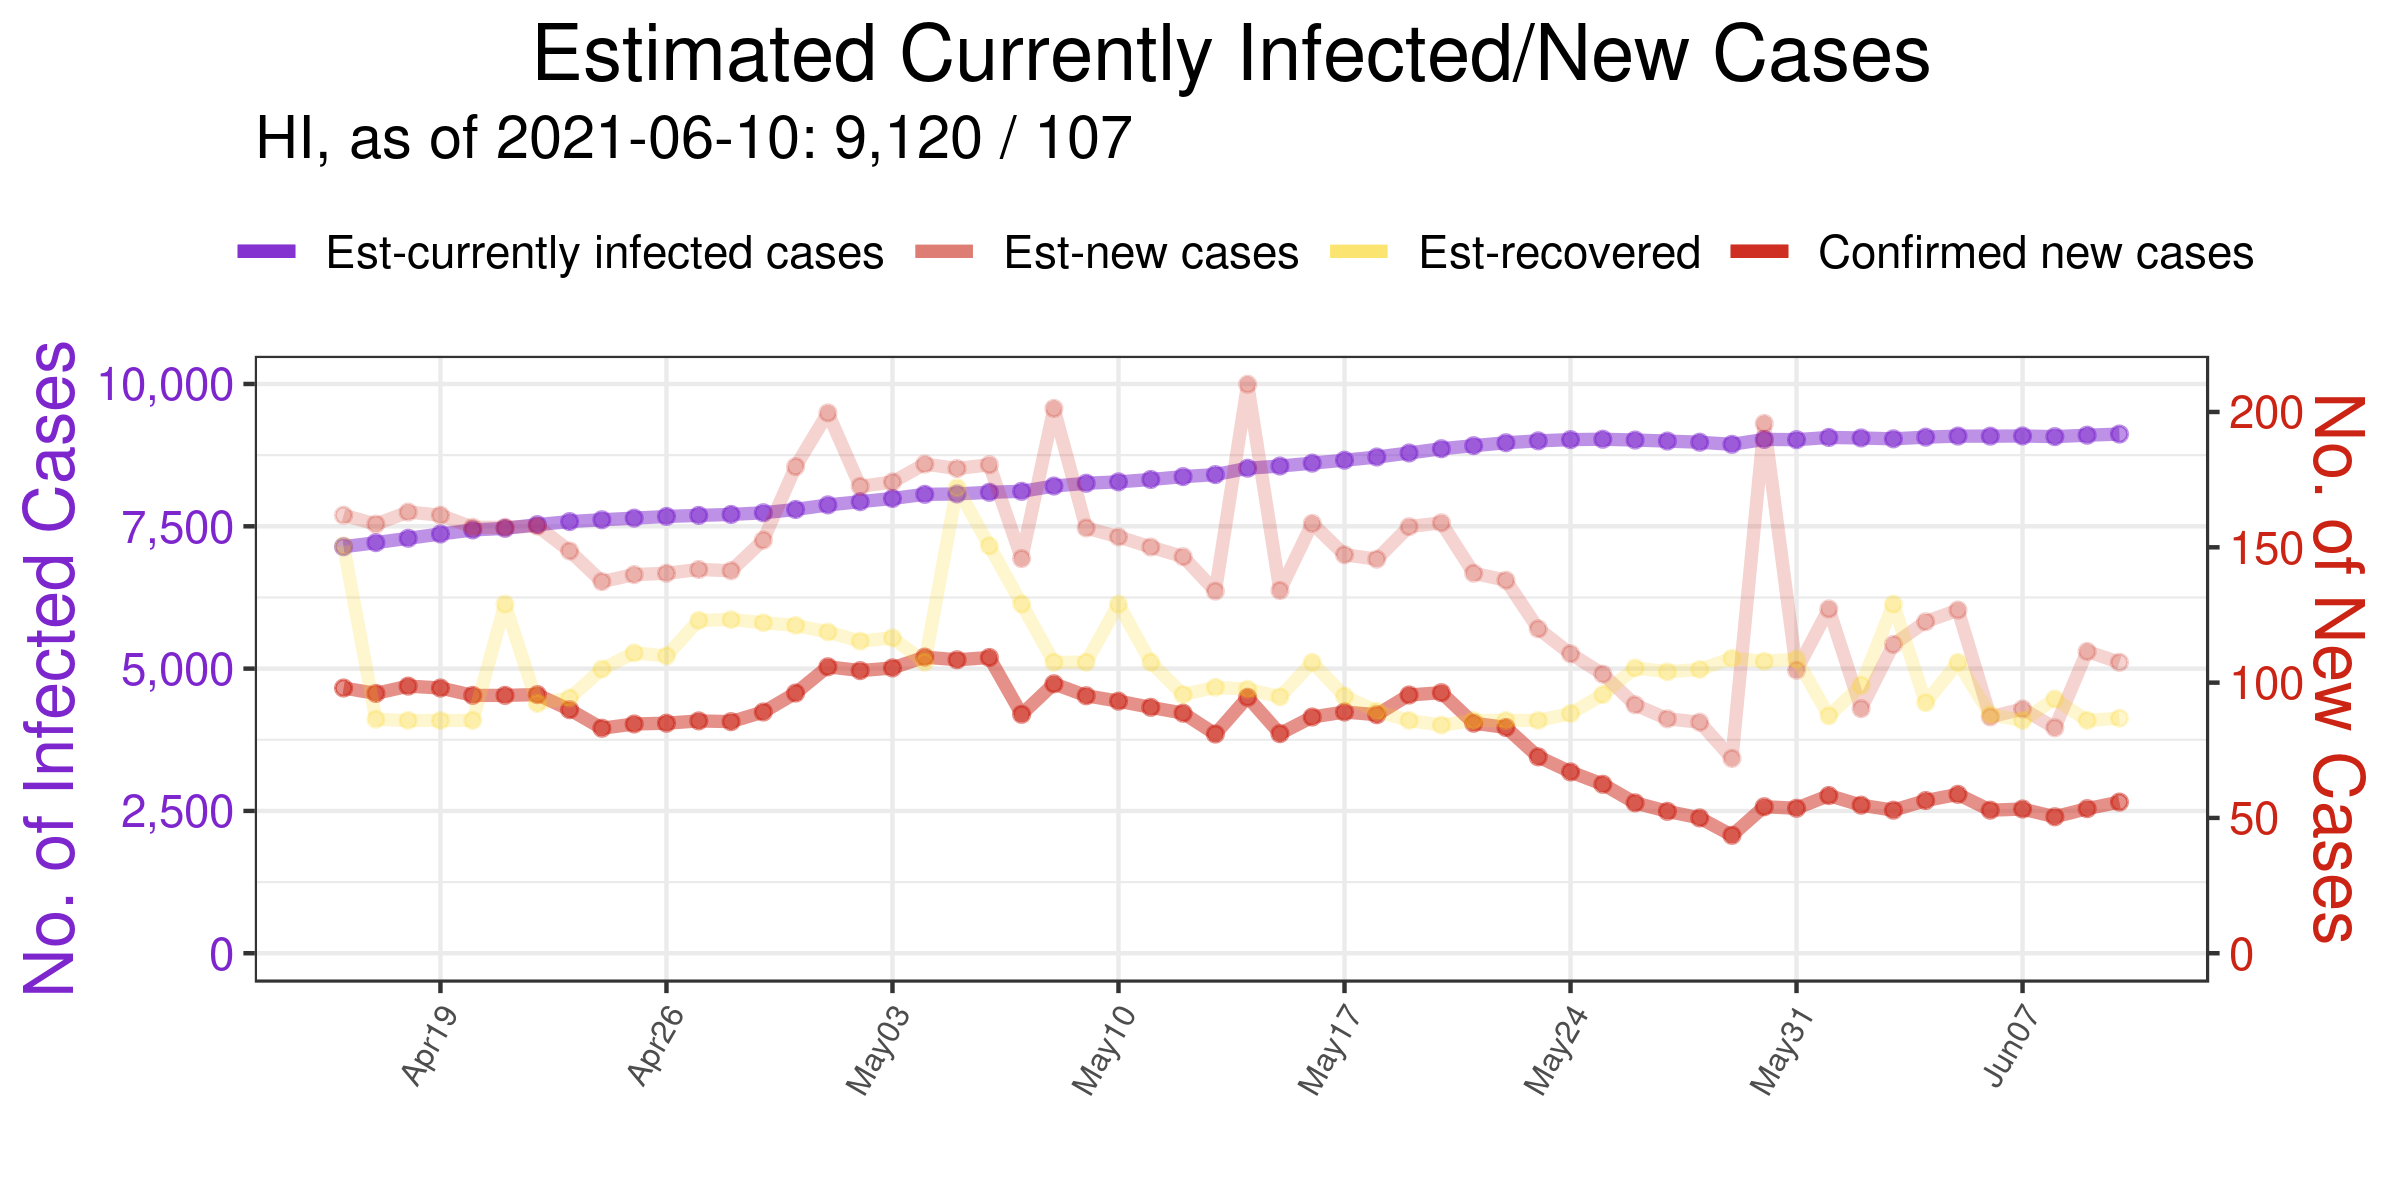 Estimated Currently Infected/New Cases
HI, as of 2021-06-10: 9,120 / 107
Est-currently infected cases Est-new cases Est-recovered Confirmed new cases
No. of Infected Cases
10,000
7,500
5,000
2,500
0
200
150
100
50
0
No. of New Cases
Apr19 Apr26 May03 May10 May17 May24 May31 Jun07